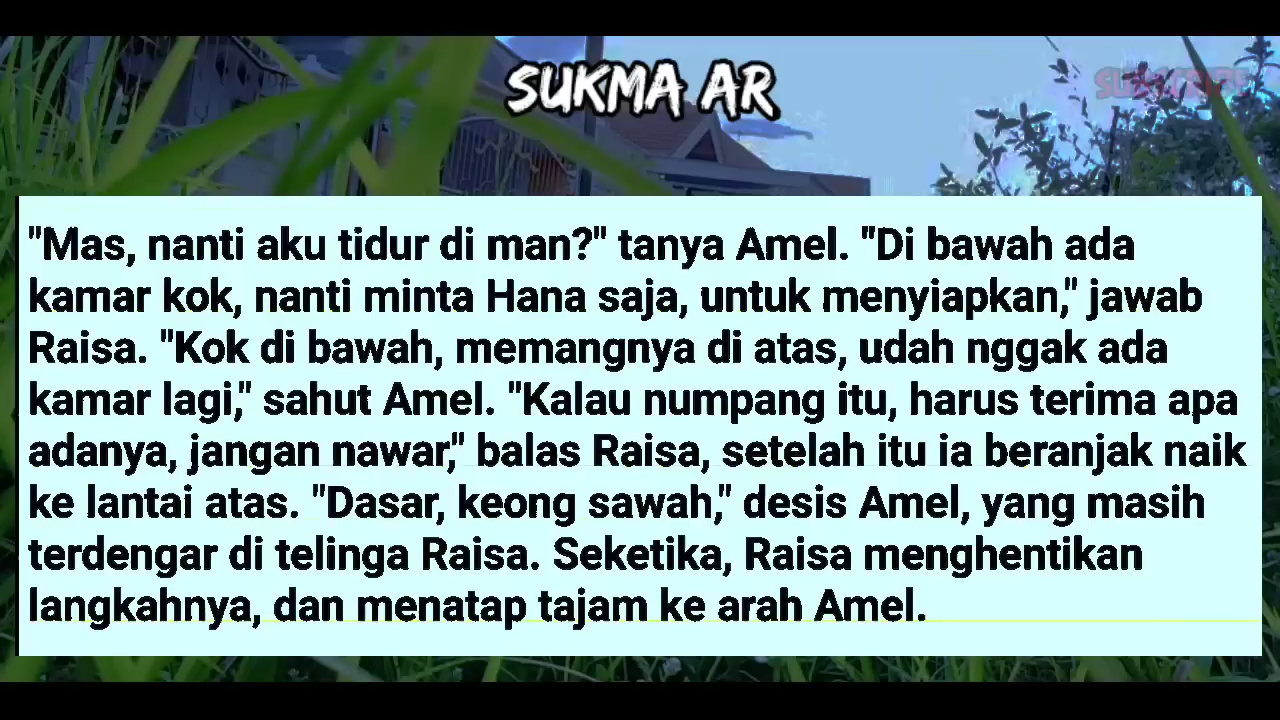 SUKMA AR
SUBSCRIBE
"Mas, nanti aku tidur di man?" tanya Amel. "Di bawah ada
kamar kok, nanti minta Hana saja, untuk menyiapkan," jawab
Raisa. "Kok di bawah, memangnya di atas, udah nggak ada
kamar lagi," sahut Amel. "Kalau numpang itu, harus terima apa
adanya, jangan nawar," balas Raisa, setelah itu ia beranjak naik
ke lantai atas. "Dasar, keong sawah," desis Amel, yang masih
terdengar di telinga Raisa. Seketika, Raisa menghentikan
langkahnya, dan menatap tajam ke arah Amel.